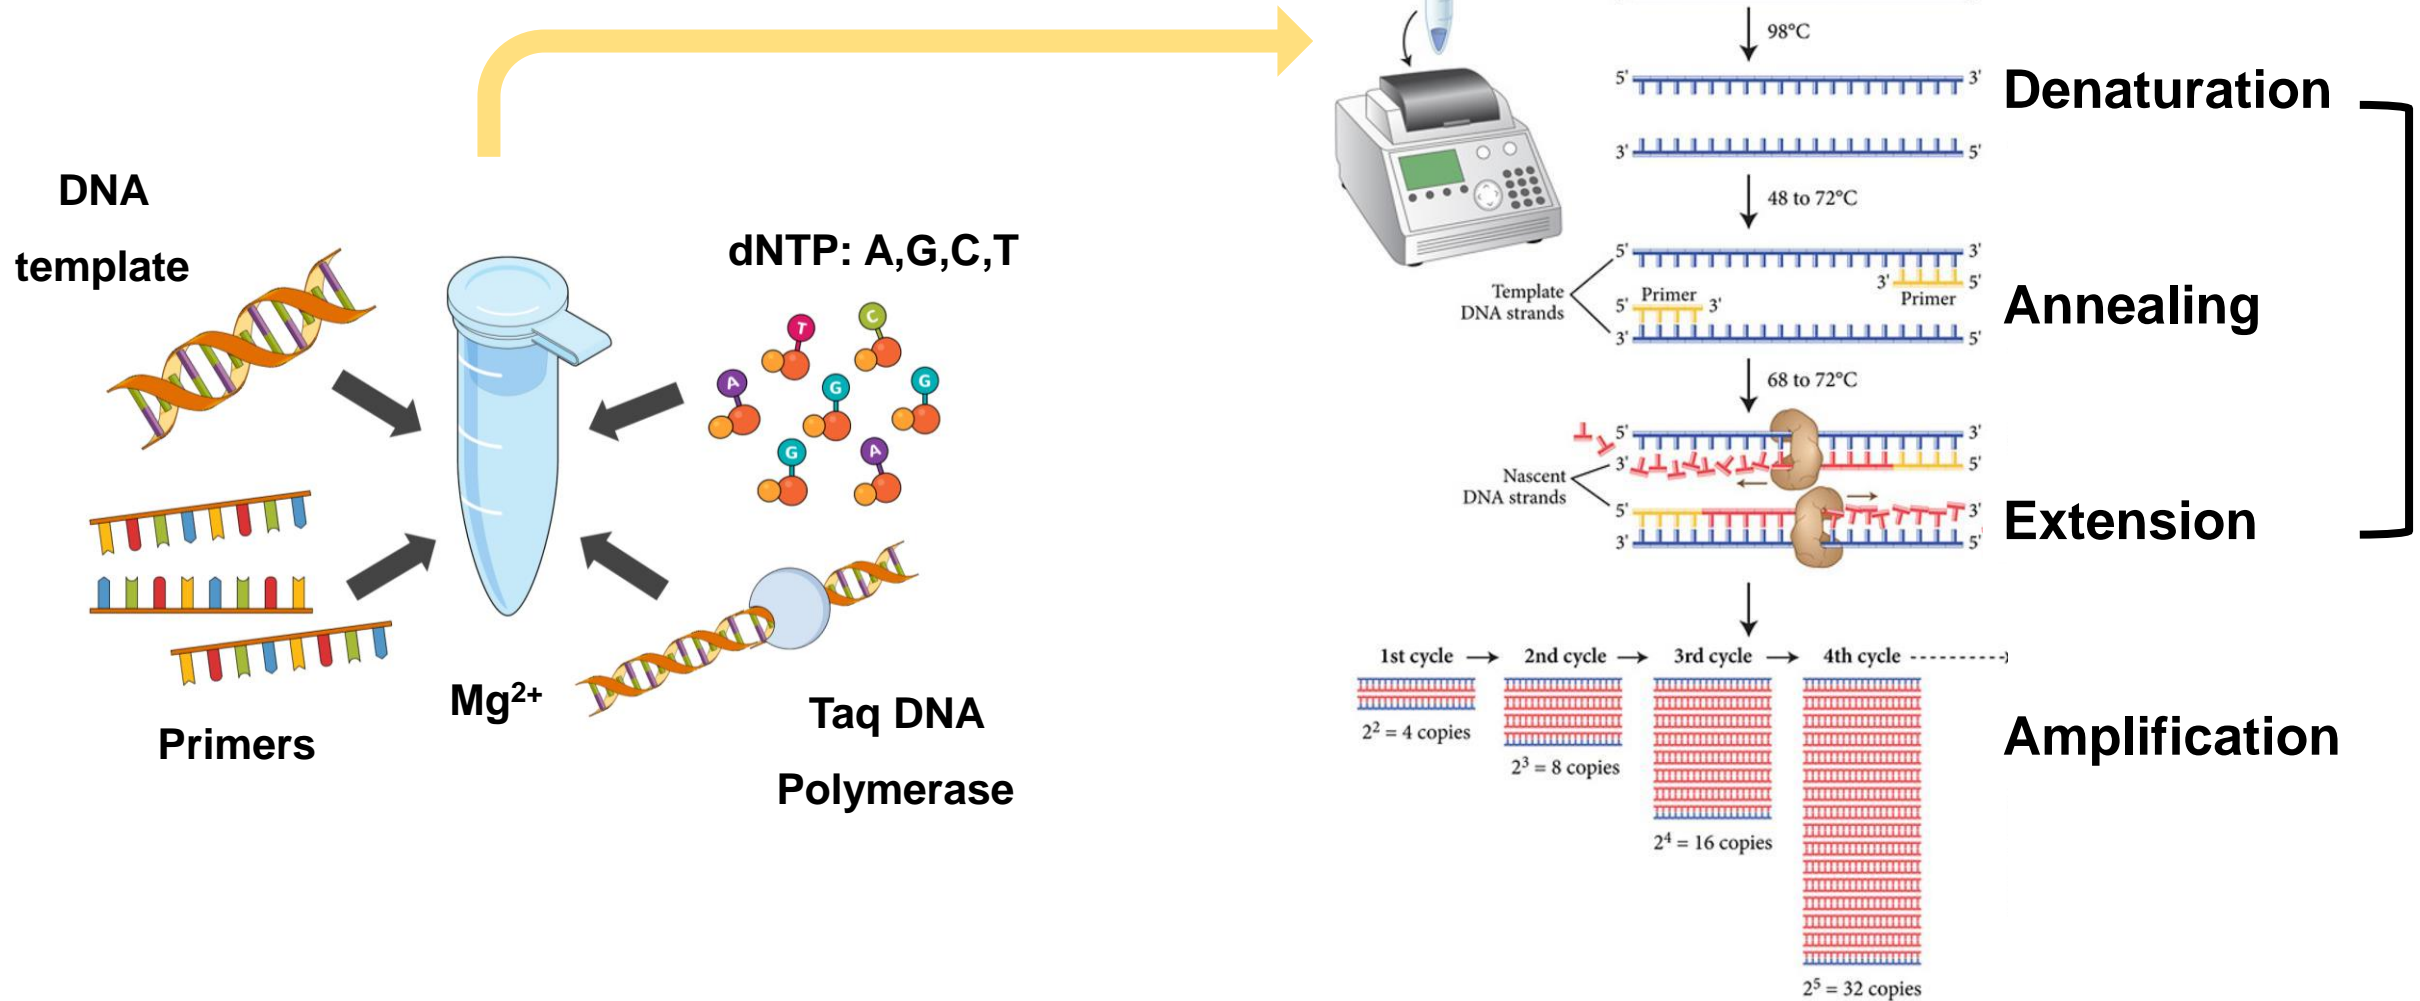 DNA
template
dNTP: A,G,C,T
T
C
A
G
G
G
A
Primers
Mg²⁺
Taq DNA
Polymerase
98°C
5' 3'
Denaturation
3' 5'
48 to 72°C
5' 3'
3' 5'
Primer
Template
DNA strands
5' Primer 3'
3' 5'
Annealing
68 to 72°C
5' 3'
3' 5'
Nascent
DNA strands
5' 3'
3' 5'
Extension
1st cycle 2nd cycle 3rd cycle 4th cycle
2² = 4 copies
2³ = 8 copies
2⁴ = 16 copies
2⁵ = 32 copies
Amplification